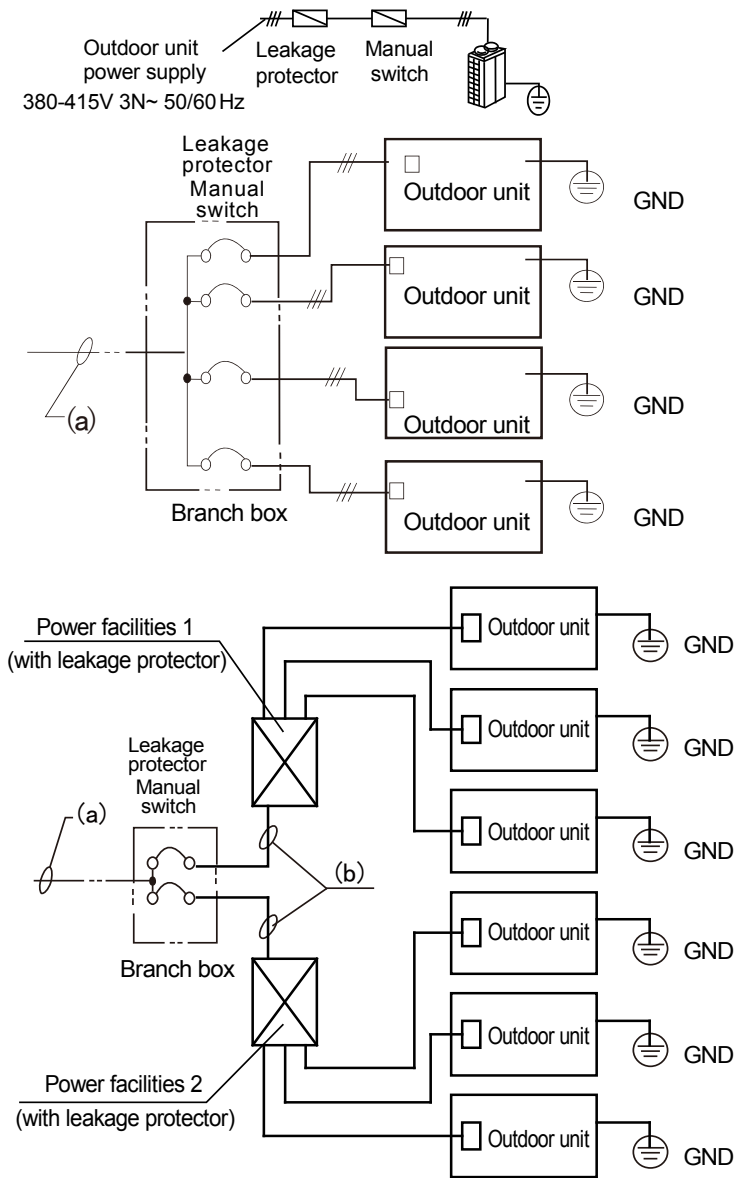 Outdoor unit
power supply
380-415V 3N~ 50/60 Hz
Leakage
protector
Manual
switch
Leakage
protector
Manual
switch
Outdoor unit
GND
Outdoor unit
GND
Outdoor unit
GND
Outdoor unit
GND
(a)
Branch box
Power facilities 1
(with leakage protector)
Outdoor unit
GND
Outdoor unit
GND
Outdoor unit
GND
Leakage
protector
Manual
switch
(a)
(b)
Branch box
Outdoor unit
GND
Outdoor unit
GND
Outdoor unit
GND
Power facilities 2
(with leakage protector)